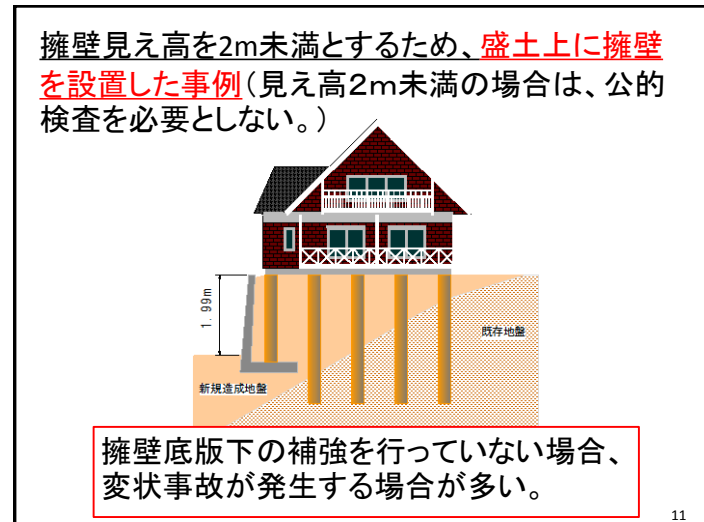 擁壁見え高を2m未満とするため、盛土上に擁壁
を設置した事例(見え高2ｍ未満の場合は、公的
検査を必要としない。)
1.99m
既存地盤
新規造成地盤
擁壁底版下の補強を行っていない場合、
変状事故が発生する場合が多い。
11